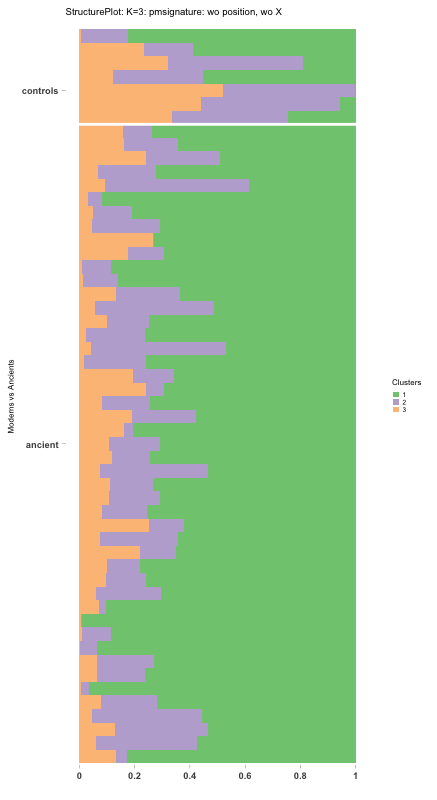 StructurePlot: K=3: pmsignature: wo position, wo X
controls
Moderns vs Ancients
ancient
Clusters
1
2
3
0 0.2 0.4 0.6 0.8 1